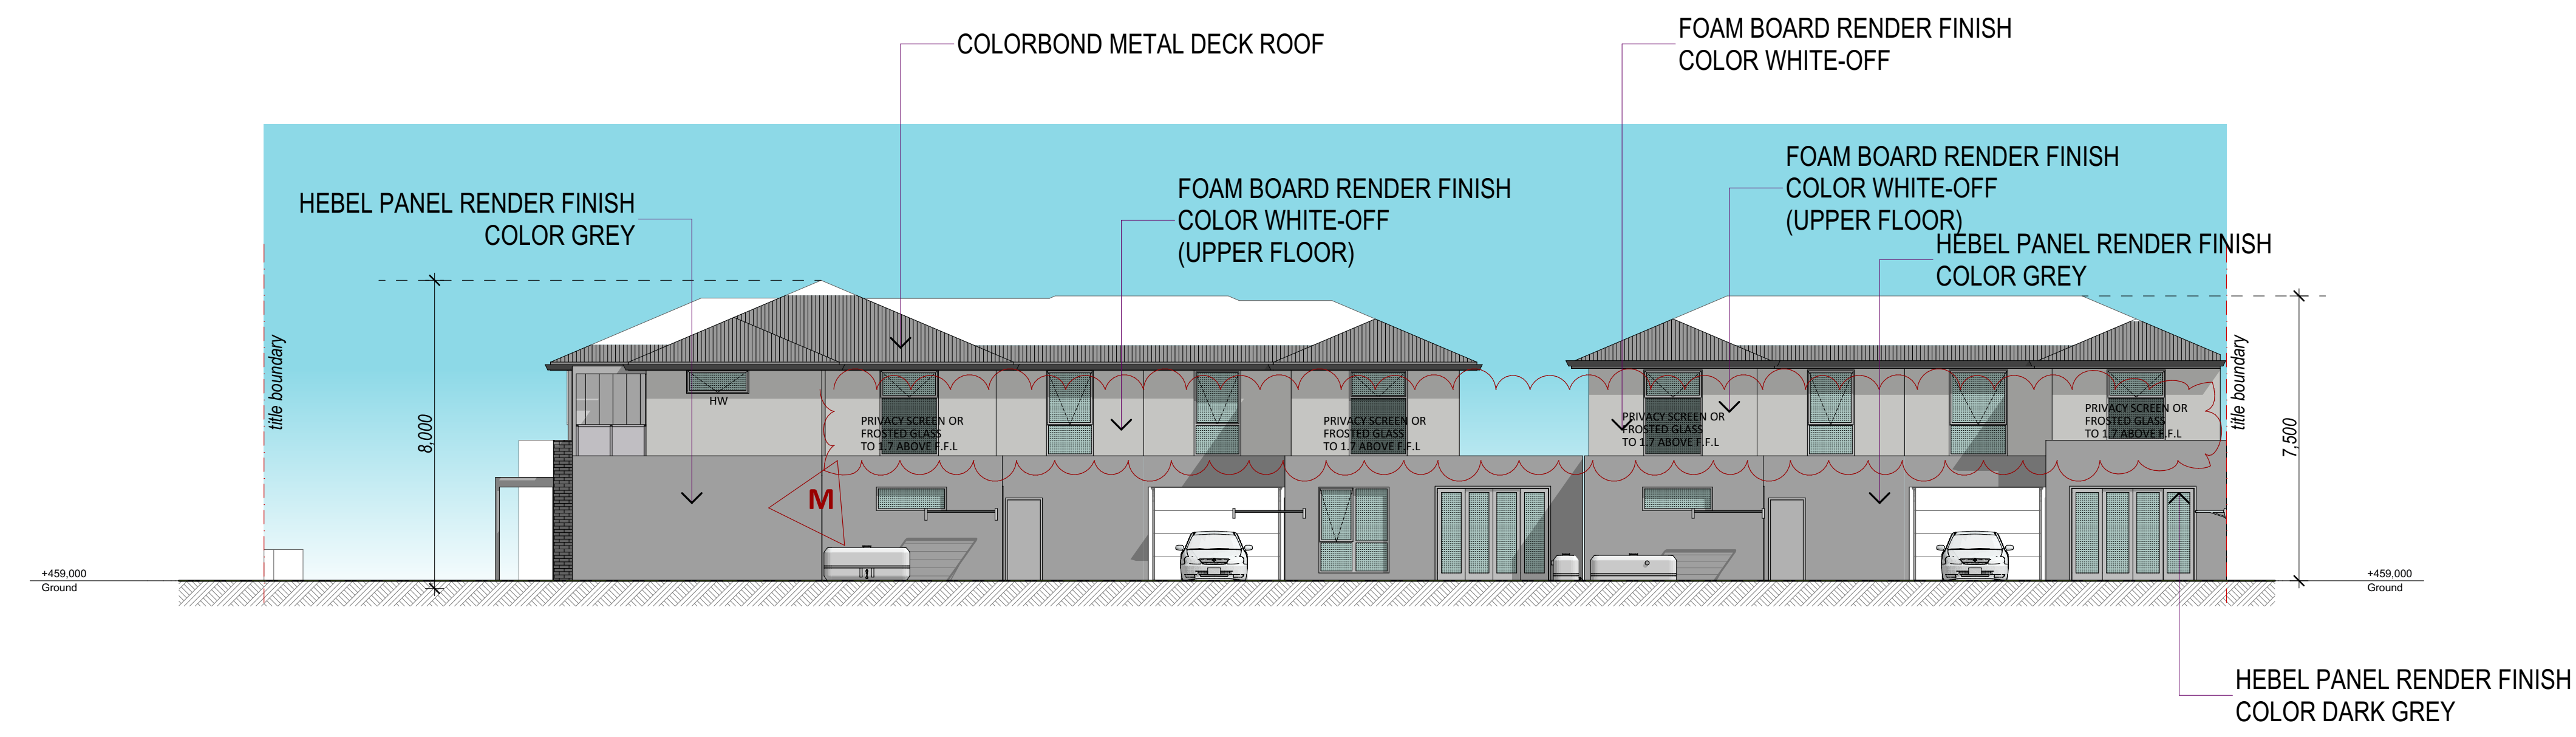 FOAM BOARD RENDER FINISH
COLOR WHITE-OFF
COLORBOND METAL DECK ROOF
FOAM BOARD RENDER FINISH
COLOR WHITE-OFF
(UPPER FLOOR)
FOAM BOARD RENDER FINISH
COLOR WHITE-OFF
(UPPER FLOOR)
HEBEL PANEL RENDER FINISH
COLOR GREY
HEBEL PANEL RENDER FINISH
COLOR GREY
title boundary
8,000
HW
PRIVACY SCREEN OR
FROSTED GLASS
TO 1.7 ABOVE F.F.L
PRIVACY SCREEN OR
FROSTED GLASS
TO 1.7 ABOVE F.F.L
PRIVACY SCREEN OR
FROSTED GLASS
TO 1.7 ABOVE F.F.L
PRIVACY SCREEN OR
FROSTED GLASS
TO 1.7 ABOVE F.F.L
title boundary
7,500
M
+459,000
Ground
+459,000
Ground
HEBEL PANEL RENDER FINISH
COLOR DARK GREY